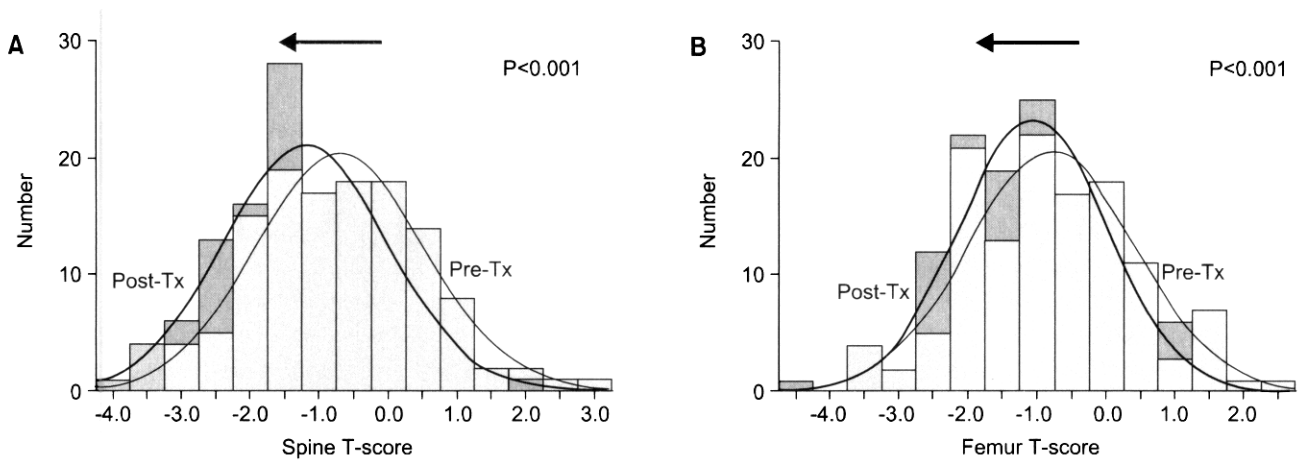 A
30
20
10
0
Number
P<0.001
Post-Tx
Pre-Tx
-4.0 -3.0 -2.0 -1.0 0.0 1.0 2.0 3.0
Spine T-score
B
30
20
10
0
Number
P<0.001
Post-Tx
Pre-Tx
-4.0 -3.0 -2.0 -1.0 0.0 1.0 2.0
Femur T-score